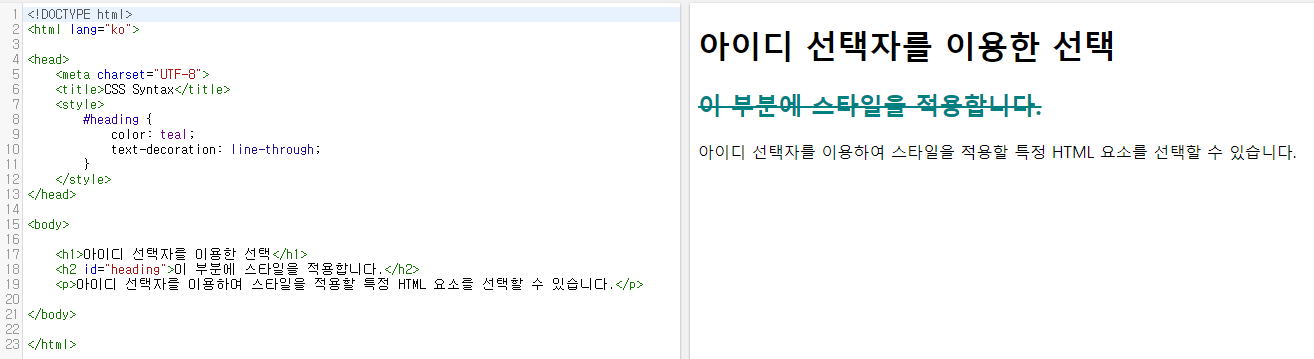 1 <!DOCTYPE html>
2 <html lang="ko">
3
4 <head>
5     <meta charset="UTF-8">
6     <title>CSS Syntax</title>
7     <style>
8         #heading {
9             color: teal;
10             text-decoration: line-through;
11         }
12     </style>
13 </head>
14
15 <body>
16
17     <h1>아이디 선택자를 이용한 선택</h1>
18     <h2 id="heading">이 부분에 스타일을 적용합니다.</h2>
19     <p>아이디 선택자를 이용하여 스타일을 적용할 특정 HTML 요소를 선택할 수 있습니다.</p>
20
21 </body>
22
23 </html>
아이디 선택자를 이용한 선택
이 부분에 스타일을 적용합니다.
아이디 선택자를 이용하여 스타일을 적용할 특정 HTML 요소를 선택할 수 있습니다.